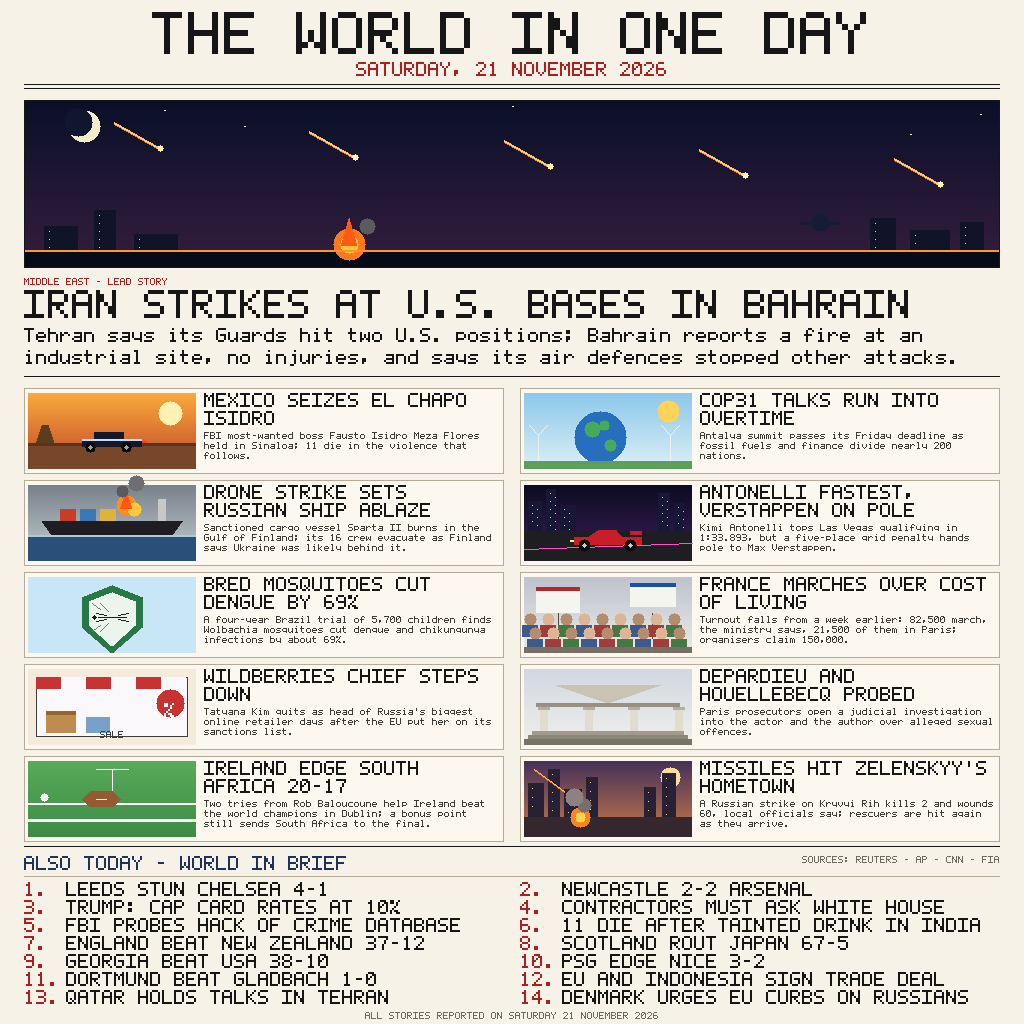 THE WORLD IN ONE DAY
SATURDAY, 21 NOVEMBER 2026
MIDDLE EAST - LEAD STORY
IRAN STRIKES AT U.S. BASES IN BAHRAIN
Tehran says its Guards hit two U.S. positions; Bahrain reports a fire at an
industrial site, no injuries, and says its air defences stopped other attacks.
MEXICO SEIZES EL CHAPO
ISIDRO
FBI most-wanted boss Fausto Isidro Meza Flores
held in Sinaloa; 11 die in the violence that
follows.
COP31 TALKS RUN INTO
OVERTIME
Antalya summit passes its Friday deadline as
fossil fuels and finance divide nearly 200
nations.
DRONE STRIKE SETS
RUSSIAN SHIP ABLAZE
Sanctioned cargo vessel Sparta II burns in the
Gulf of Finland; its 16 crew evacuate as Finland
says Ukraine was likely behind it.
ANTONELLI FASTEST,
VERSTAPPEN ON POLE
Kimi Antonelli tops Las Vegas qualifying in
1:33.893, but a five-place grid penalty hands
pole to Max Verstappen.
BRED MOSQUITOES CUT
DENGUE BY 69%
A four-year Brazil trial of 5,700 children finds
Wolbachia mosquitoes cut dengue and chikungunya
infections by about 69%.
FRANCE MARCHES OVER COST
OF LIVING
Turnout falls from a week earlier: 82,500 march,
the ministry says, 21,500 of them in Paris;
organisers claim 150,000.
WILDBERRIES CHIEF STEPS
DOWN
Tatyana Kim quits as head of Russia's biggest
online retailer days after the EU put her on its
sanctions list.
%
SALE
DEPARDIEU AND
HOUELLEBECQ PROBED
Paris prosecutors open a judicial investigation
into the actor and the author over alleged sexual
offences.
IRELAND EDGE SOUTH
AFRICA 20-17
Two tries from Rob Baloucoune help Ireland beat
the world champions in Dublin; a bonus point
still sends South Africa to the final.
MISSILES HIT ZELENSKYY'S
HOMETOWN
A Russian strike on Kryvyi Rih kills 2 and wounds
60, local officials say; rescuers are hit again
as they arrive.
ALSO TODAY - WORLD IN BRIEF
SOURCES: REUTERS - AP - CNN - FIA
1. LEEDS STUN CHELSEA 4-1
2. NEWCASTLE 2-2 ARSENAL
3. TRUMP: CAP CARD RATES AT 10%
4. CONTRACTORS MUST ASK WHITE HOUSE
5. FBI PROBES HACK OF CRIME DATABASE
6. 11 DIE AFTER TAINTED DRINK IN INDIA
7. ENGLAND BEAT NEW ZEALAND 37-12
8. SCOTLAND ROUT JAPAN 67-5
9. GEORGIA BEAT USA 38-10
10. PSG EDGE NICE 3-2
11. DORTMUND BEAT GLADBACH 1-0
12. EU AND INDONESIA SIGN TRADE DEAL
13. QATAR HOLDS TALKS IN TEHRAN
14. DENMARK URGES EU CURBS ON RUSSIANS
ALL STORIES REPORTED ON SATURDAY 21 NOVEMBER 2026